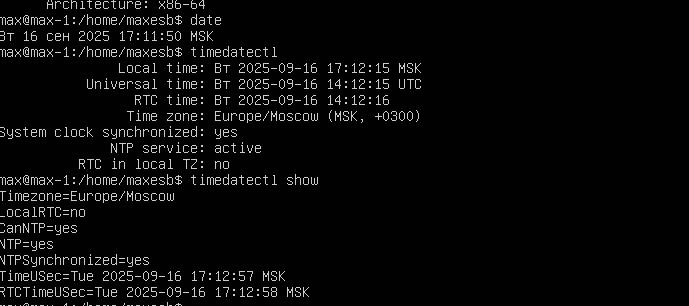 Architecture: x86-64
max@max-1:/home/maxesb$ date
Вт 16 сен 2025 17:11:50 MSK
max@max-1:/home/maxesb$ timedatectl
Local time: Вт 2025-09-16 17:12:15 MSK
Universal time: Вт 2025-09-16 14:12:15 UTC
RTC time: Вт 2025-09-16 14:12:16
Time zone: Europe/Moscow (MSK, +0300)
System clock synchronized: yes
NTP service: active
RTC in local TZ: no
max@max-1:/home/maxesb$ timedatectl show
Timezone=Europe/Moscow
LocalRTC=no
CanNTP=yes
NTP=yes
NTPSynchronized=yes
TimeUSec=Tue 2025-09-16 17:12:57 MSK
RTCTimeUSec=Tue 2025-09-16 17:12:58 MSK
max@max-1:/home/maxesb$